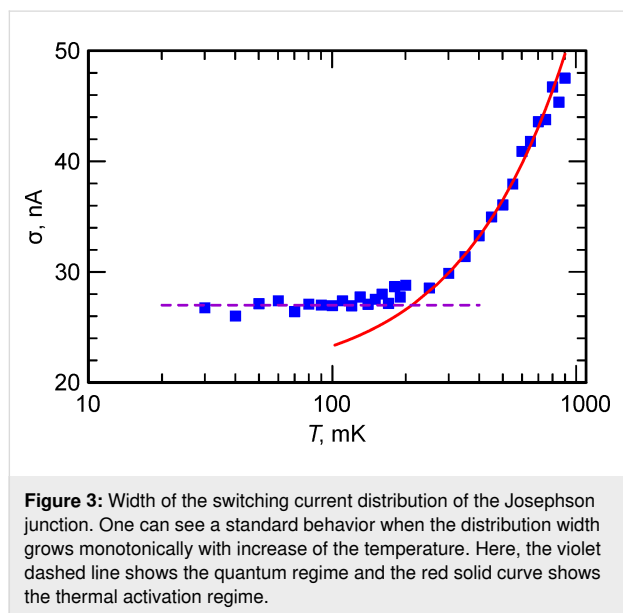 50
40
30
20
σ, nA
10
100
1000
T, mK
Figure 3: Width of the switching current distribution of the Josephson
junction. One can see a standard behavior when the distribution width
grows monotonically with increase of the temperature. Here, the violet
dashed line shows the quantum regime and the red solid curve shows
the thermal activation regime.